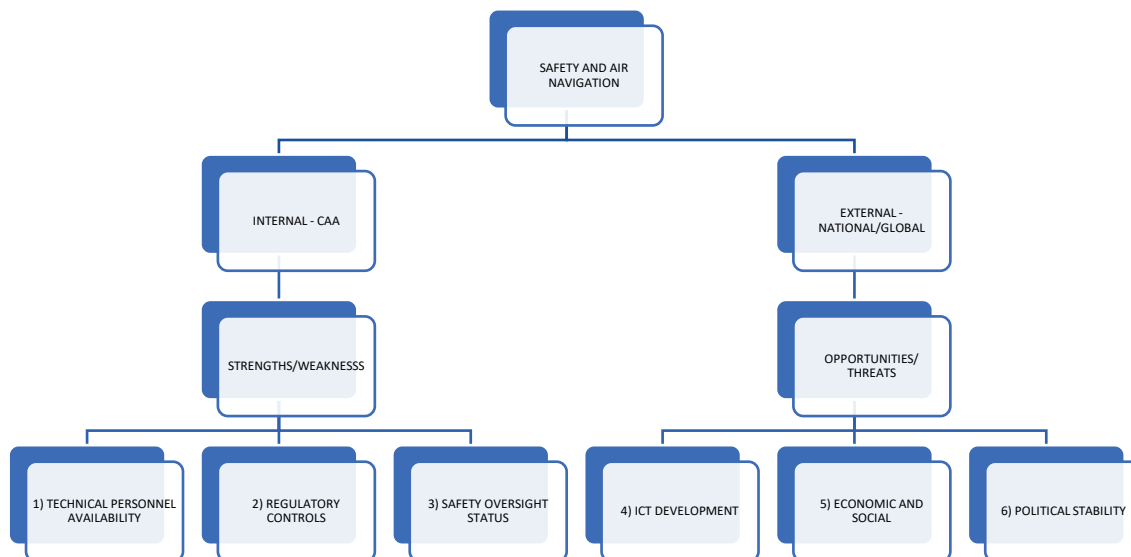 SAFETY AND AIR
NAVIGATION
INTERNAL - CAA
EXTERNAL -
NATIONAL/GLOBAL
STRENGTHS/WEAKNESSS
OPPORTUNITIES/
THREATS
1) TECHNICAL PERSONNEL
AVAILABILITY
2) REGULATORY
CONTROLS
3) SAFETY OVERSIGHT
STATUS
4) ICT DEVELOPMENT
5) ECONOMIC AND
SOCIAL
6) POLITICAL STABILITY